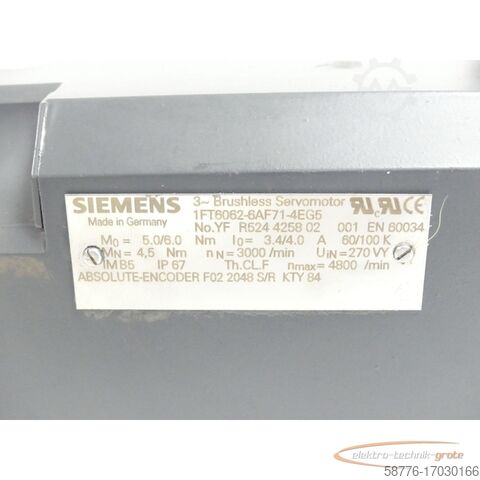 SIEMENS 3~ Brushless Servomotor
Made in Germany 1FT6062-6AF71-4EG5
No.YF R524 4258 02 001 EN 60034
M0 = 5.0/6.0 Nm I0 = 3.4/4.0 A 60/100 K
MN = 4,5 Nm nN = 3000 /min UIN = 270 VY
IM B5 IP 67 Th.CL.F nmax = 4800 /min
ABSOLUTE-ENCODER F02 2048 S/R KTY 84
elektro-technik-grote
58776-17030166